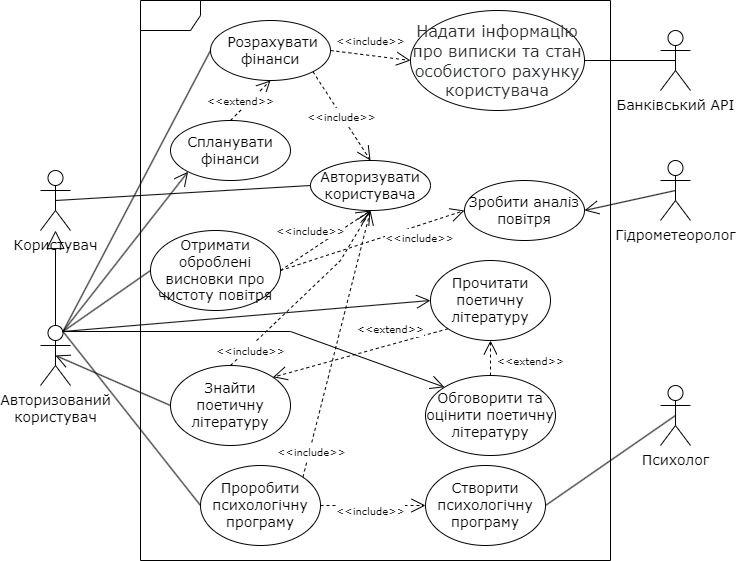 Розрахувати
фінанси
<<include>>
Надати інформацію
про виписки та стан
особистого рахунку
користувача
Банківський API
<<extend>>
<<include>>
Спланувати
фінанси
Авторизувати
користувача
Користувач
Зробити аналіз
повітря
Гідрометеоролог
<<include>>
<<include>>
Отримати
оброблені
висновки про
чистоту повітря
Прочитати
поетичну
літературу
<<extend>>
<<include>>
<<extend>>
Авторизований
користувач
Знайти
поетичну
літературу
Обговорити та
оцінити поетичну
літературу
<<include>>
Психолог
Проробити
психологічну
програму
<<include>>
Створити
психологічну
програму